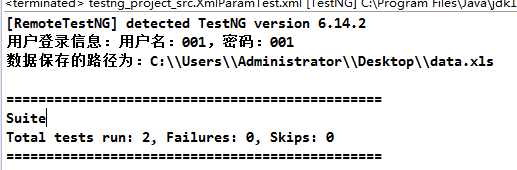 <terminated> testng_project_src.XmlParamTest.xml [TestNG] C:\Program Files\Java\jdk1
[RemoteTestNG] detected TestNG version 6.14.2
用户登录信息：用户名：001，密码：001
数据保存的路径为：C:\\Users\\Administrator\\Desktop\\data.xls
===============================================
Suite
Total tests run: 2, Failures: 0, Skips: 0
===============================================